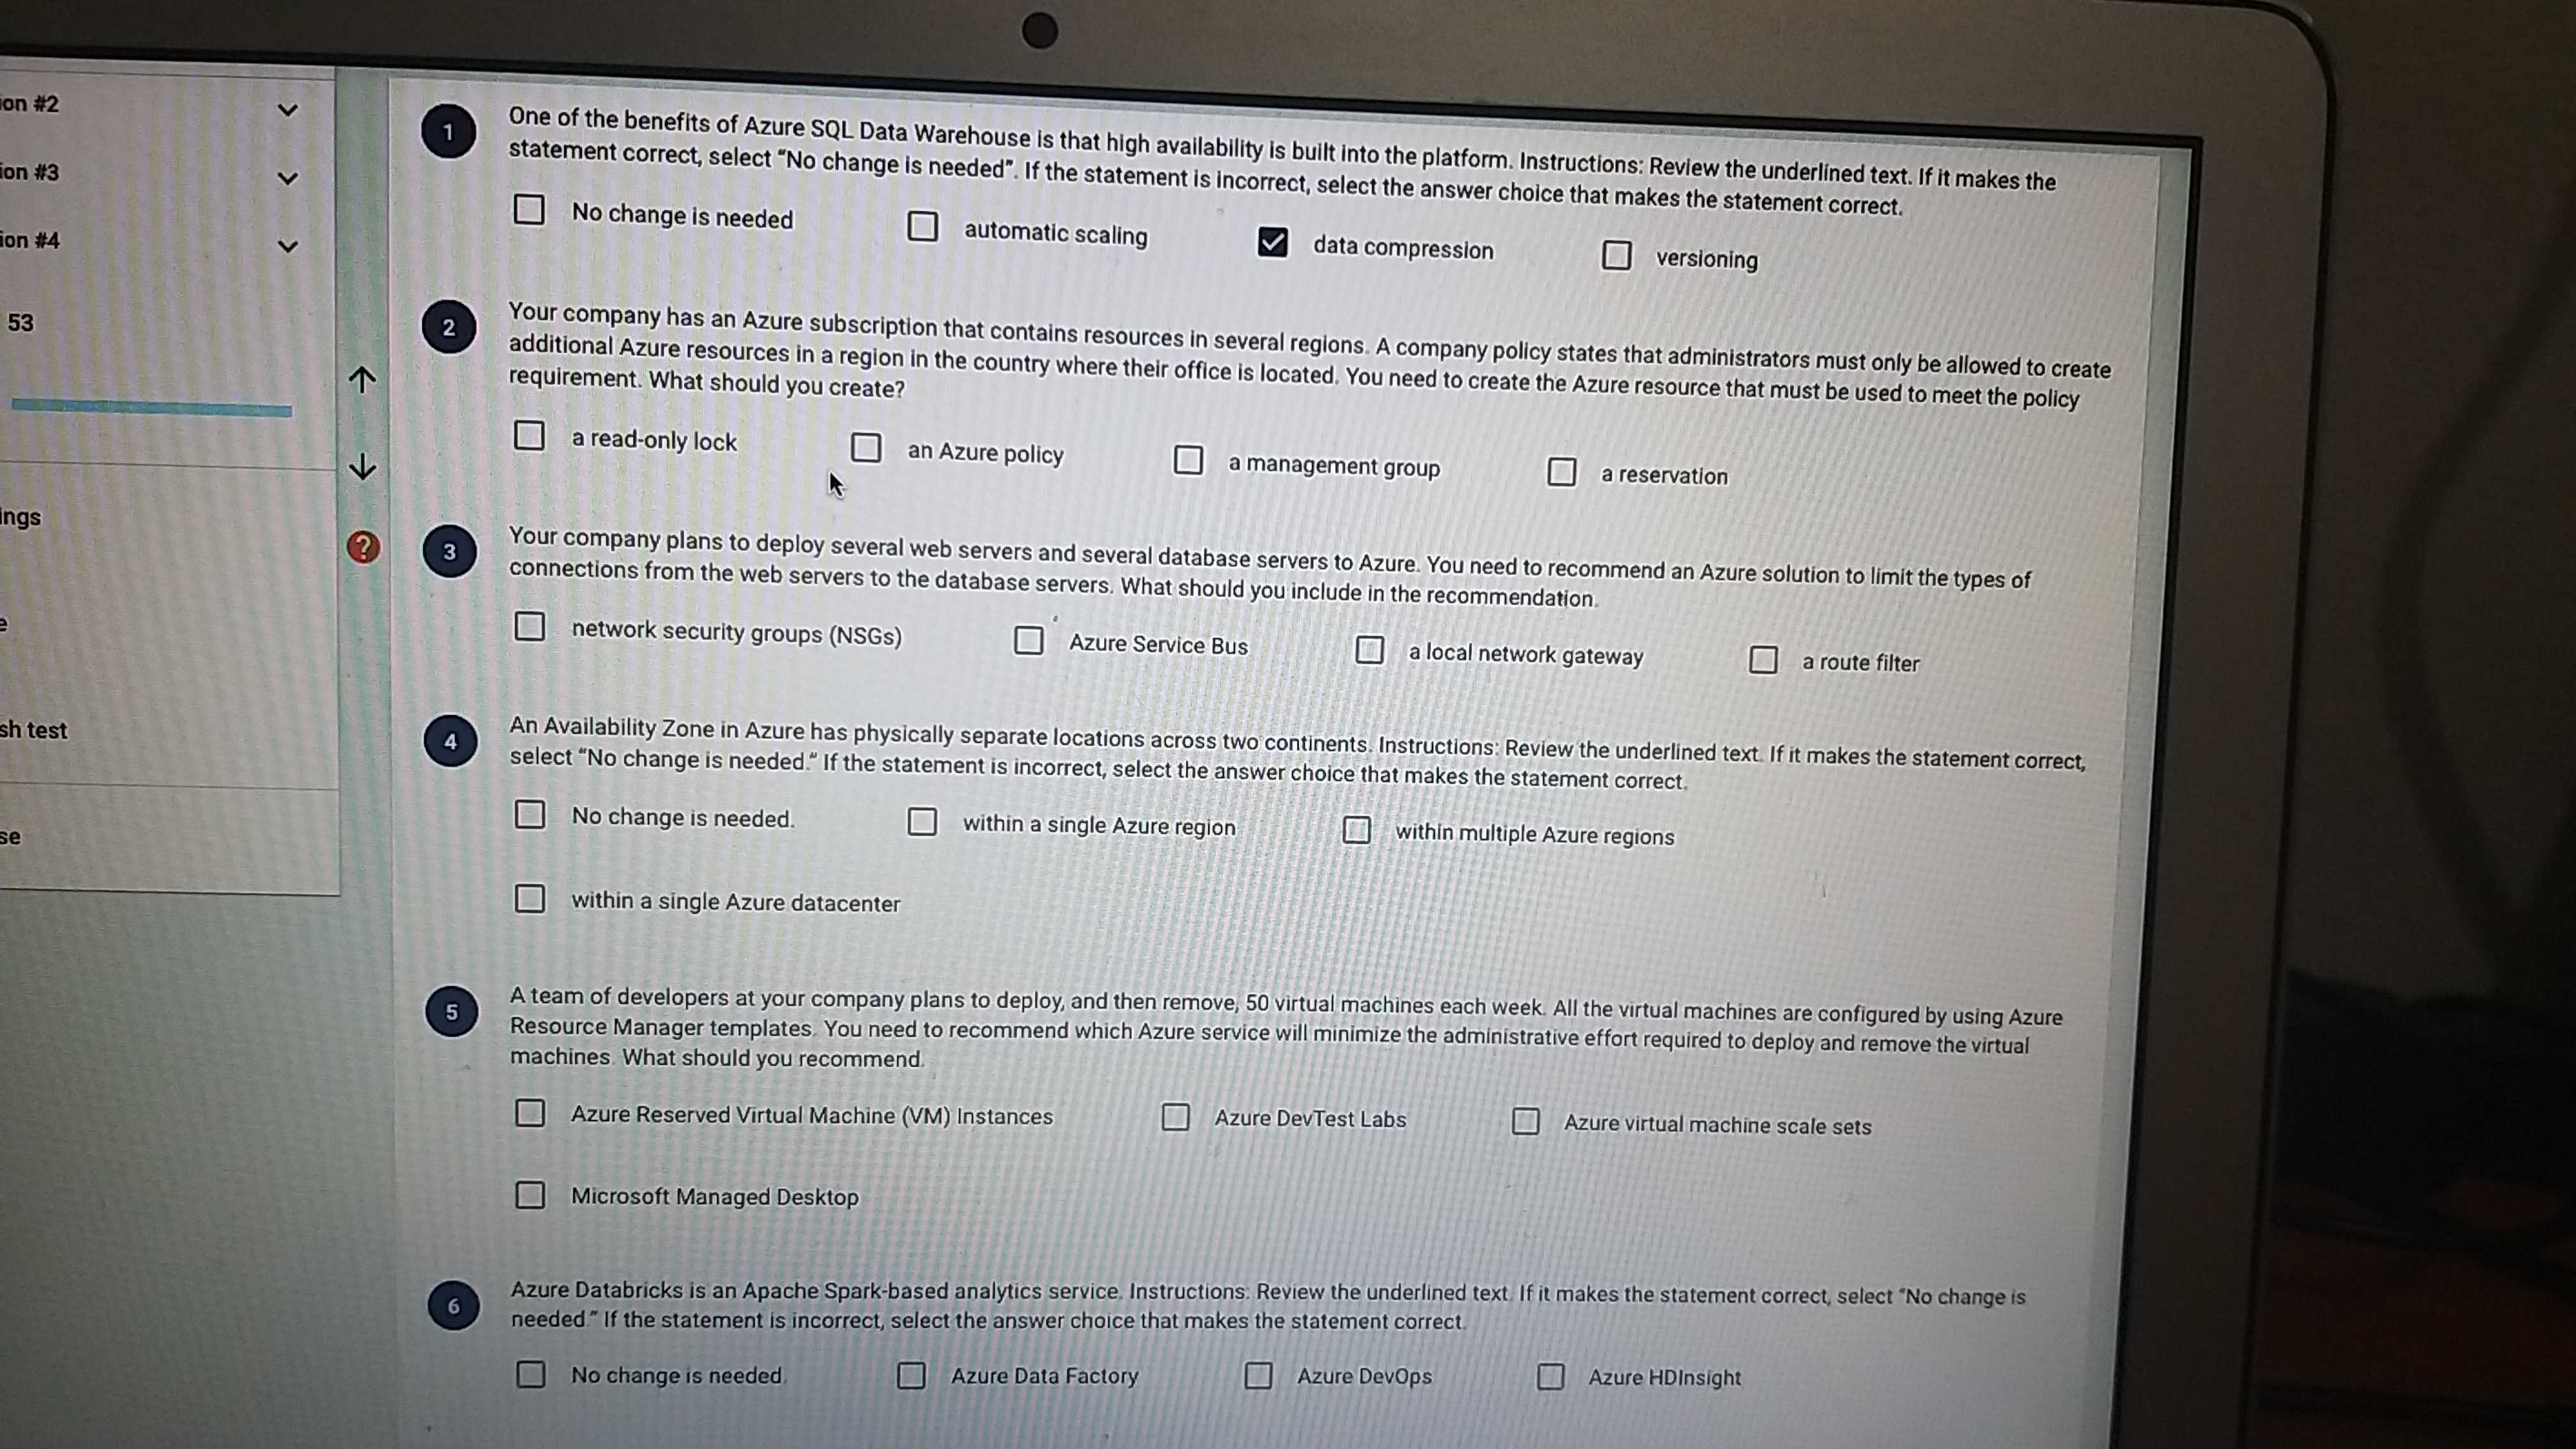 ion #2
ion #3
ion #4
53
ings
e
sh test
se
?
1
One of the benefits of Azure SQL Data Warehouse is that high availability is built into the platform. Instructions: Review the underlined text. If it makes the
statement correct, select “No change is needed”. If the statement is incorrect, select the answer choice that makes the statement correct.
No change is needed automatic scaling data compression versioning
2
Your company has an Azure subscription that contains resources in several regions. A company policy states that administrators must only be allowed to create
additional Azure resources in a region in the country where their office is located. You need to create the Azure resource that must be used to meet the policy
requirement. What should you create?
a read-only lock an Azure policy a management group a reservation
3
Your company plans to deploy several web servers and several database servers to Azure. You need to recommend an Azure solution to limit the types of
connections from the web servers to the database servers. What should you include in the recommendation.
network security groups (NSGs) Azure Service Bus a local network gateway a route filter
4
An Availability Zone in Azure has physically separate locations across two continents. Instructions: Review the underlined text. If it makes the statement correct,
select “No change is needed.” If the statement is incorrect, select the answer choice that makes the statement correct.
No change is needed. within a single Azure region within multiple Azure regions
within a single Azure datacenter
5
A team of developers at your company plans to deploy, and then remove, 50 virtual machines each week. All the virtual machines are configured by using Azure
Resource Manager templates. You need to recommend which Azure service will minimize the administrative effort required to deploy and remove the virtual
machines. What should you recommend.
Azure Reserved Virtual Machine (VM) Instances Azure DevTest Labs Azure virtual machine scale sets
Microsoft Managed Desktop
6
Azure Databricks is an Apache Spark-based analytics service. Instructions: Review the underlined text. If it makes the statement correct, select “No change is
needed.” If the statement is incorrect, select the answer choice that makes the statement correct.
No change is needed. Azure Data Factory Azure DevOps Azure HDInsight